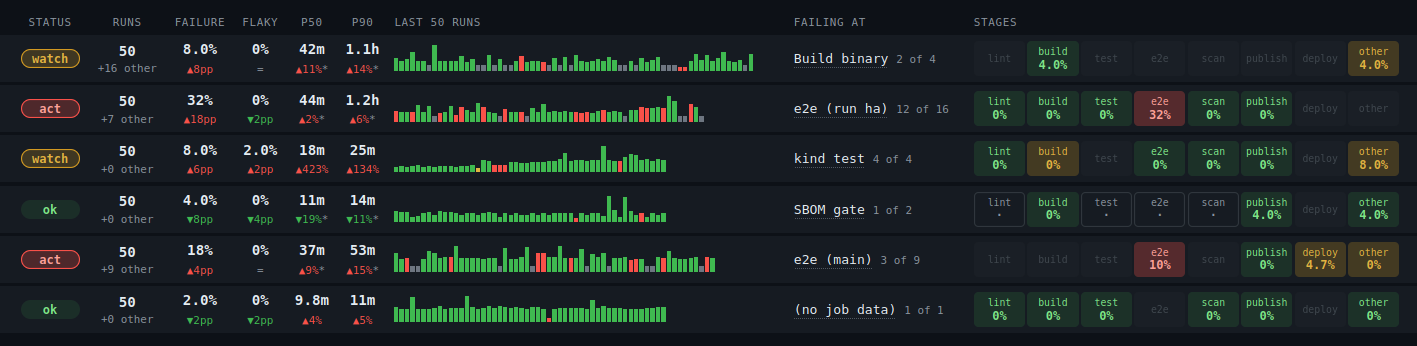 STATUS RUNS FAILURE FLAKY P50 P90 LAST 50 RUNS FAILING AT STAGES
watch 50 8.0% 0% 42m 1.1h Build binary 2 of 4 lint build test e2e scan publish deploy other
+16 other ▲8pp = ▲11%* ▲14%* 4.0% 4.0%
act 50 32% 0% 44m 1.2h e2e (run ha) 12 of 16 lint build test e2e scan publish deploy other
+7 other ▲18pp ▼2pp ▲2%* ▲6%* 0% 0% 0% 32% 0% 0%
watch 50 8.0% 2.0% 18m 25m kind test 4 of 4 lint build test e2e scan publish deploy other
+0 other ▲6pp ▲2pp ▲423% ▲134% 0% 0% 0% 0% 0% 8.0%
ok 50 4.0% 0% 11m 14m SBOM gate 1 of 2 lint build test e2e scan publish deploy other
+0 other ▼8pp ▼4pp ▼19%* ▼11%* · 0% · · · 4.0% 4.0%
act 50 18% 0% 37m 53m e2e (main) 3 of 9 lint build test e2e scan publish deploy other
+9 other ▲4pp = ▲9%* ▲15%* 10% 0% 4.7% 0%
ok 50 2.0% 0% 9.8m 11m (no job data) 1 of 1 lint build test e2e scan publish deploy other
+0 other ▼2pp ▼2pp ▲4% ▲5% 0% 0% 0% 0% 0% 0%